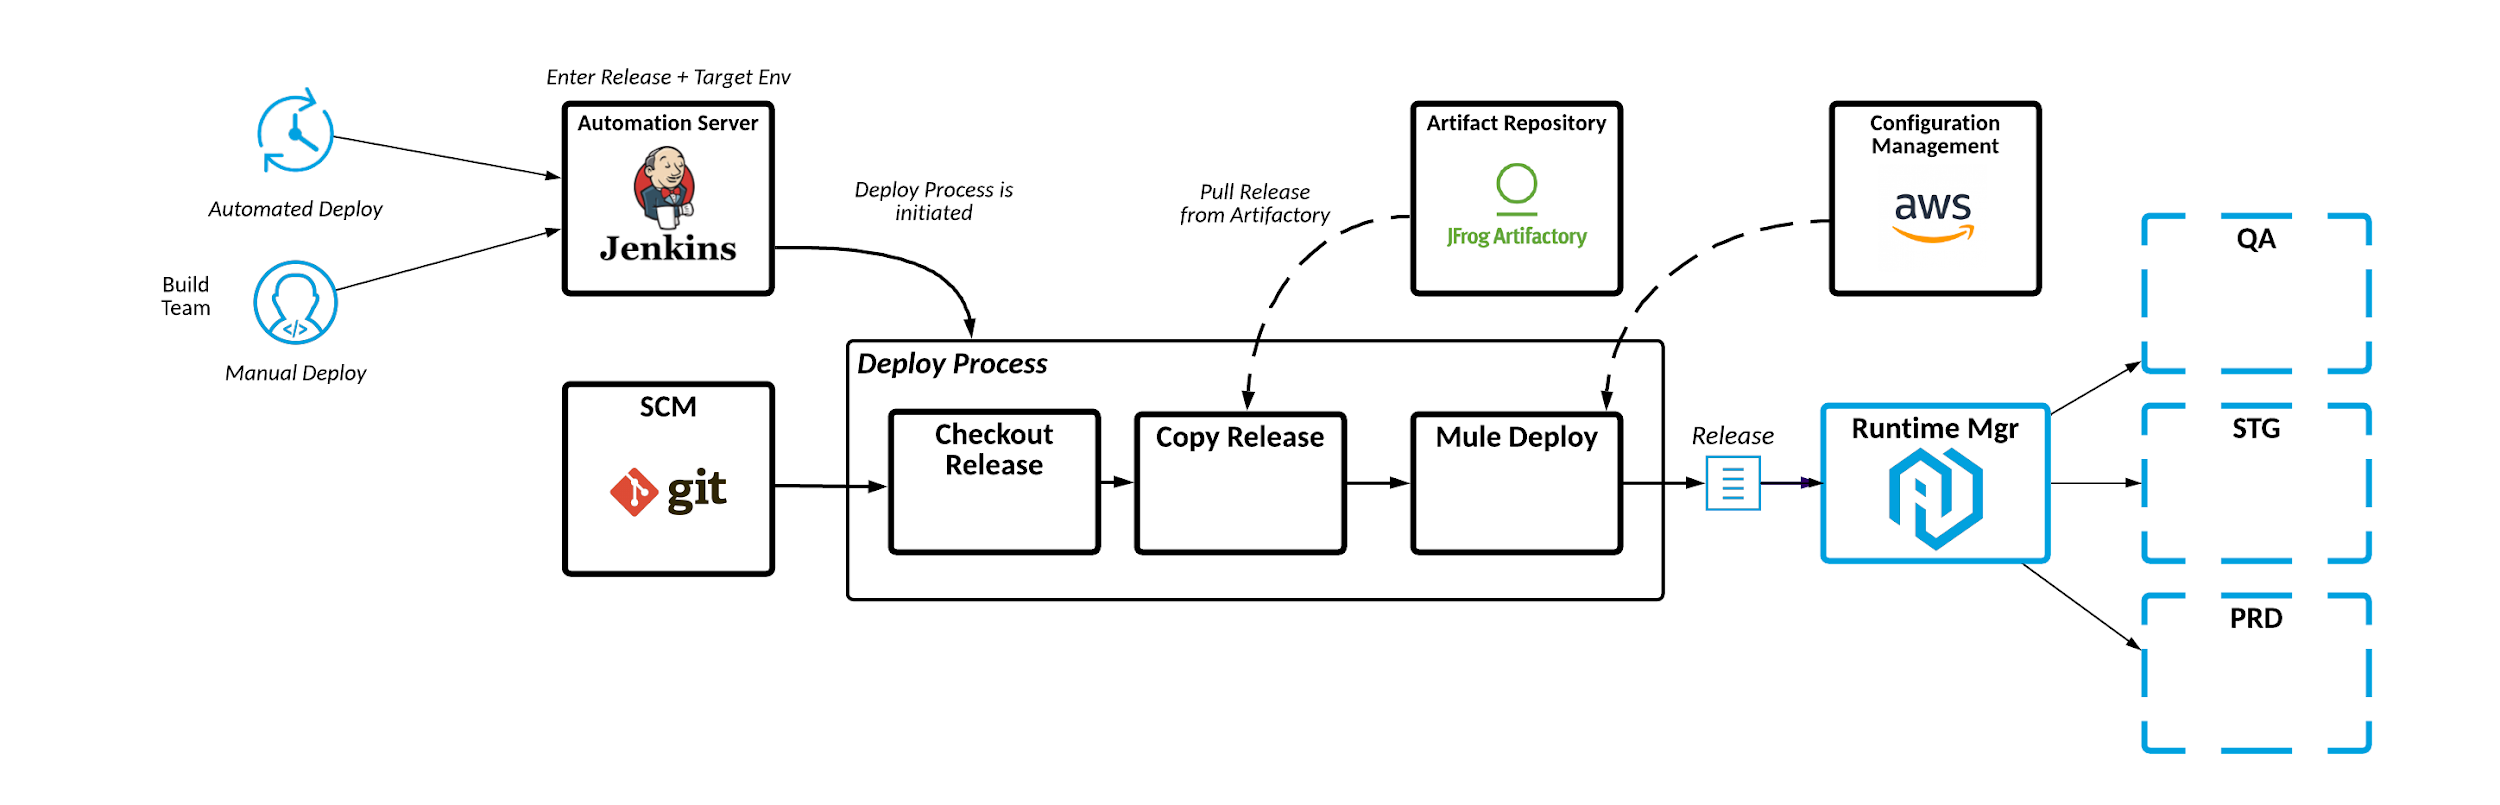 Enter Release + Target Env
Automation Server
Jenkins
Automated Deploy
Build
Team
Manual Deploy
Deploy Process is
initiated
Pull Release
from Artifactory
Artifact Repository
JFrog Artifactory
Configuration
Management
aws
SCM
git
Deploy Process
Checkout
Release
Copy Release
Mule Deploy
Release
Runtime Mgr
QA
STG
PRD